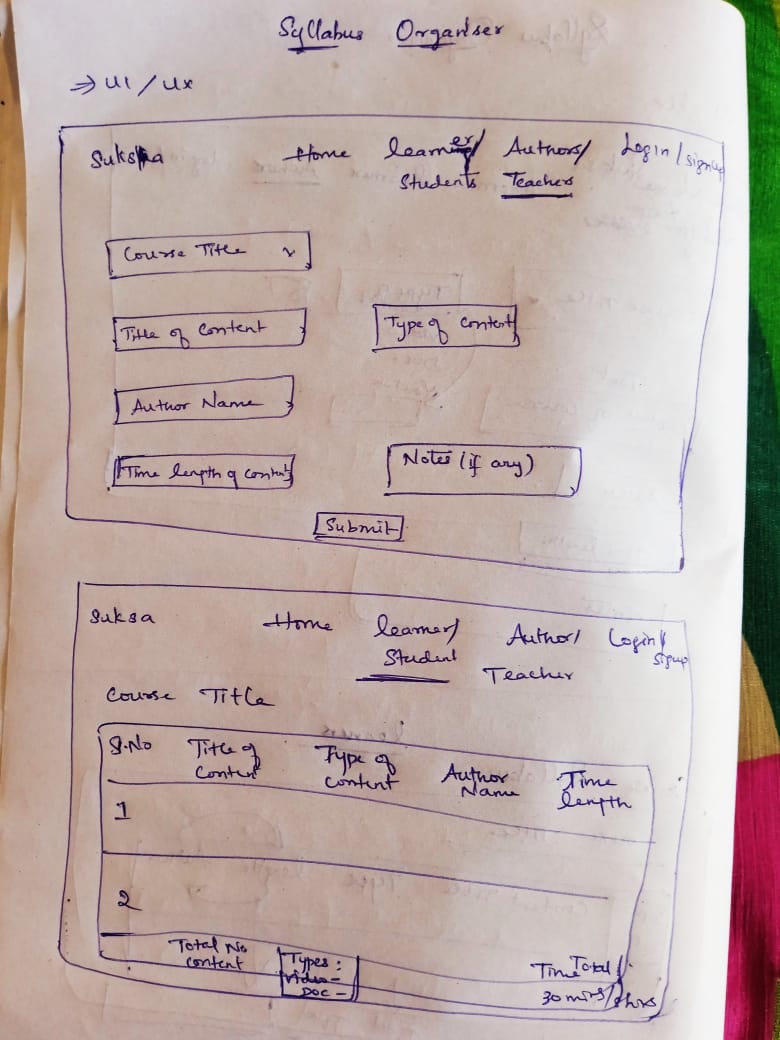 Syllabus Organiser
⇒ UI / UX
Suksha Home learner/ Authors/ Login / signup
Students Teacher
Course Title
Title of Content Type of Content
Author Name
Time length of content Notes (if any)
Submit
Suksa Home learner/ Author/ Login/
Student Teacher signup
Course Title
S.No Title of Type of Author Time
Content content Name length
1
2
Total No Types : Time Total /
content Video -
DOC - 30 mins/ hrs